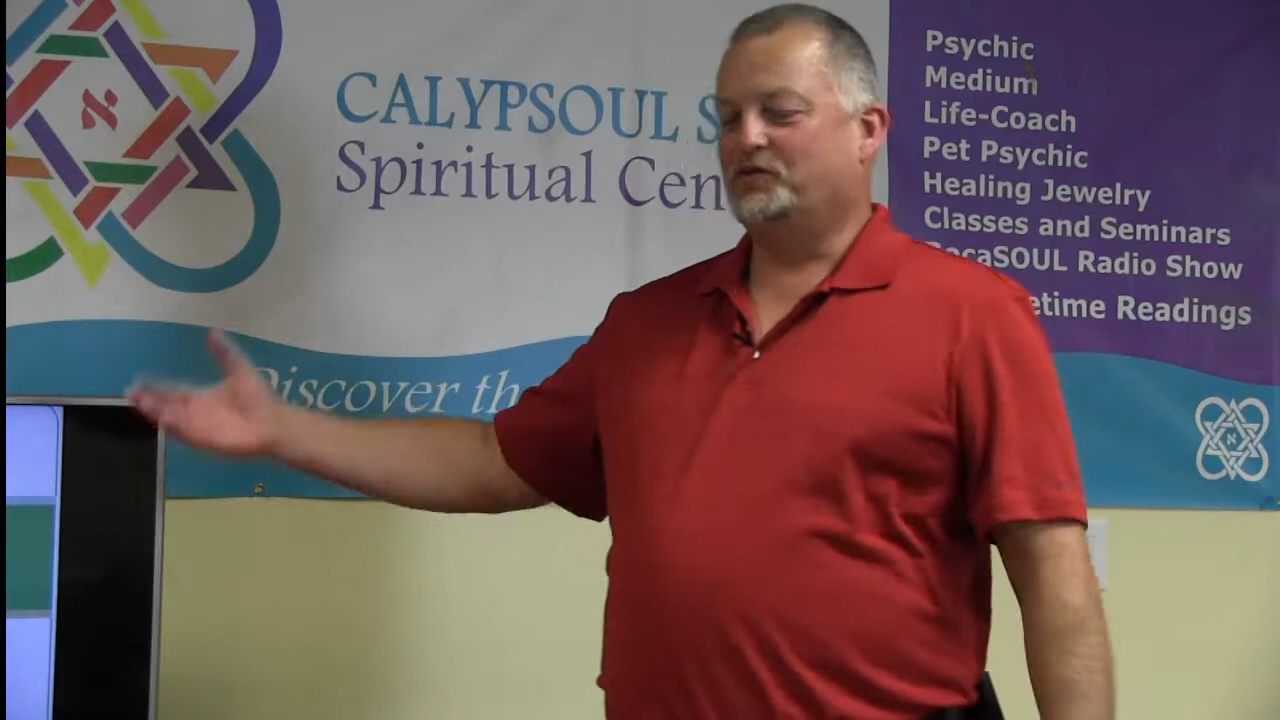 א
CALYPSOUL S
Spiritual Cen
Discover th
Psychic
Medium
Life-Coach
Pet Psychic
Healing Jewelry
Classes and Seminars
BocaSOUL Radio Show
etime Readings
א